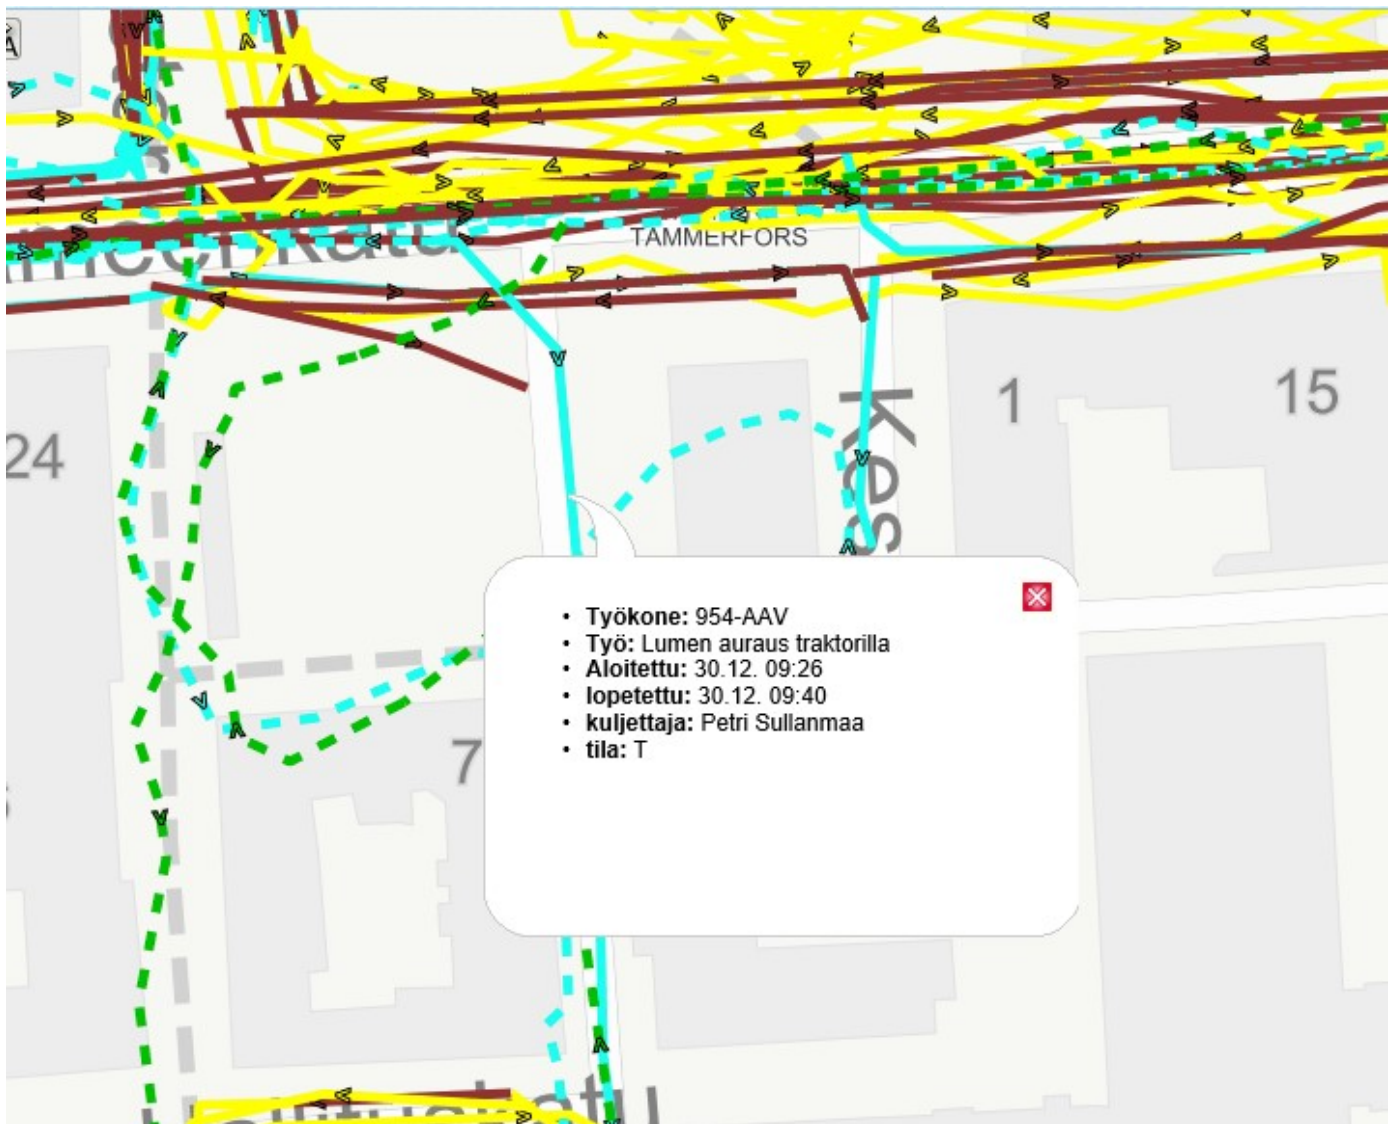 TAMMERFORS
24
1
15
Kes
• Työkone: 954-AAV
• Työ: Lumen auraus traktorilla
• Aloitettu: 30.12. 09:26
• lopetettu: 30.12. 09:40
• kuljettaja: Petri Sullanmaa
• tila: T
7